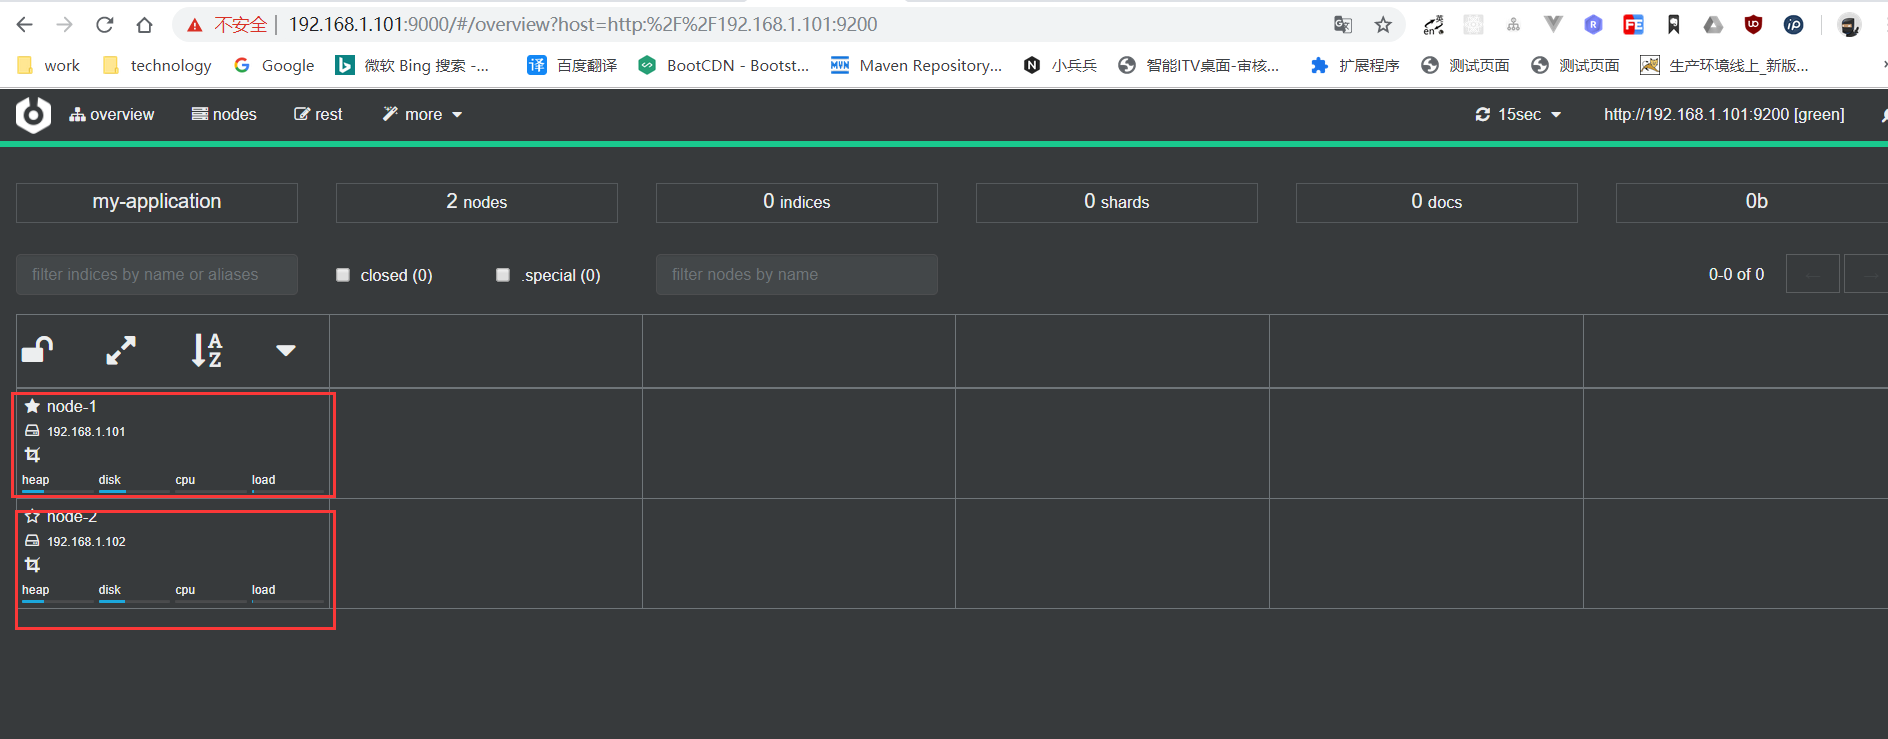 不安全 | 192.168.1.101:9000/#/overview?host=http:%2F%2F192.168.1.101:9200
work technology Google 微软 Bing 搜索 -... 百度翻译 BootCDN - Bootst... Maven Repository:... 小兵兵 智能ITV桌面-审核... 扩展程序 测试页面 测试页面 生产环境线上_新版...
overview nodes rest more 15sec http://192.168.1.101:9200 [green]
my-application 2 nodes 0 indices 0 shards 0 docs 0b
filter indices by name or aliases closed (0) .special (0) filter nodes by name 0-0 of 0 ← →
node-1
192.168.1.101
heap disk cpu load
node-2
192.168.1.102
heap disk cpu load